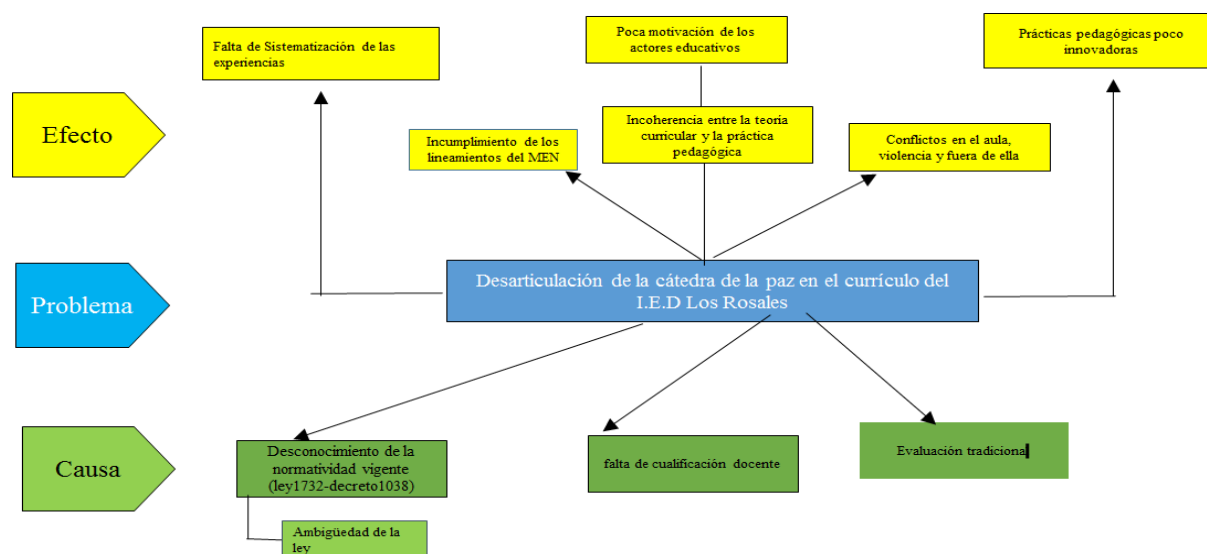 Falta de Sistematización de las
experiencias
Poca motivación de los
actores educativos
Prácticas pedagógicas poco
innovadoras
Efecto
Incumplimiento de los
lineamientos del MEN
Incoherencia entre la teoría
curricular y la práctica
pedagógica
Conflictos en el aula,
violencia y fuera de ella
Problema
Desarticulación de la cátedra de la paz en el currículo del
I.E.D Los Rosales
Causa
Desconocimiento de la
normatividad vigente
(ley1732-decreto1038)
falta de cualificación docente
Evaluación tradicional
Ambigüedad de la
ley